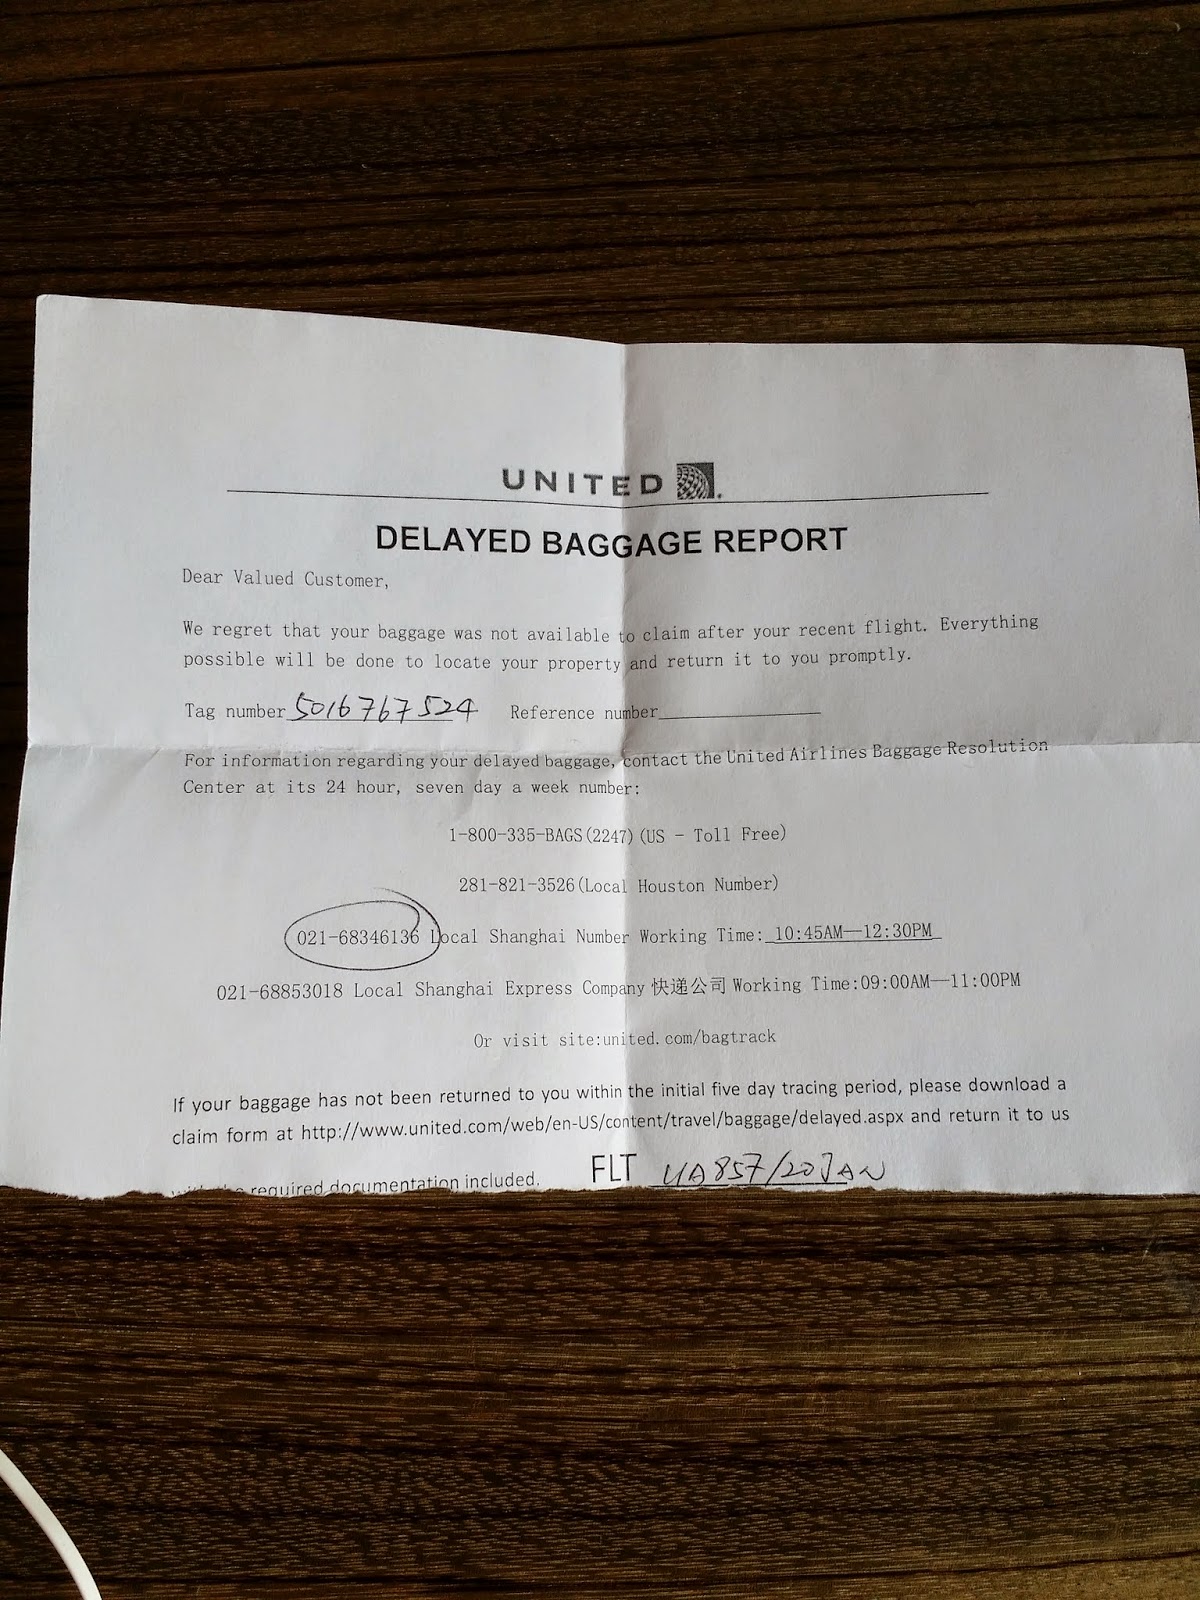 UNITED
DELAYED BAGGAGE REPORT
Dear Valued Customer,
We regret that your baggage was not available to claim after your recent flight. Everything
possible will be done to locate your property and return it to you promptly.
Tag number 5016767524 Reference number
For information regarding your delayed baggage, contact the United Airlines Baggage Resolution
Center at its 24 hour, seven day a week number:
1-800-335-BAGS(2247)(US - Toll Free)
281-821-3526(Local Houston Number)
021-68346136 Local Shanghai Number Working Time: 10:45AM—12:30PM
021-68853018 Local Shanghai Express Company 快递公司 Working Time:09:00AM—11:00PM
Or visit site:united.com/bagtrack
If your baggage has not been returned to you within the initial five day tracing period, please download a
claim form at http://www.united.com/web/en-US/content/travel/baggage/delayed.aspx and return it to us
with the required documentation included. FLT UA857/20JAN